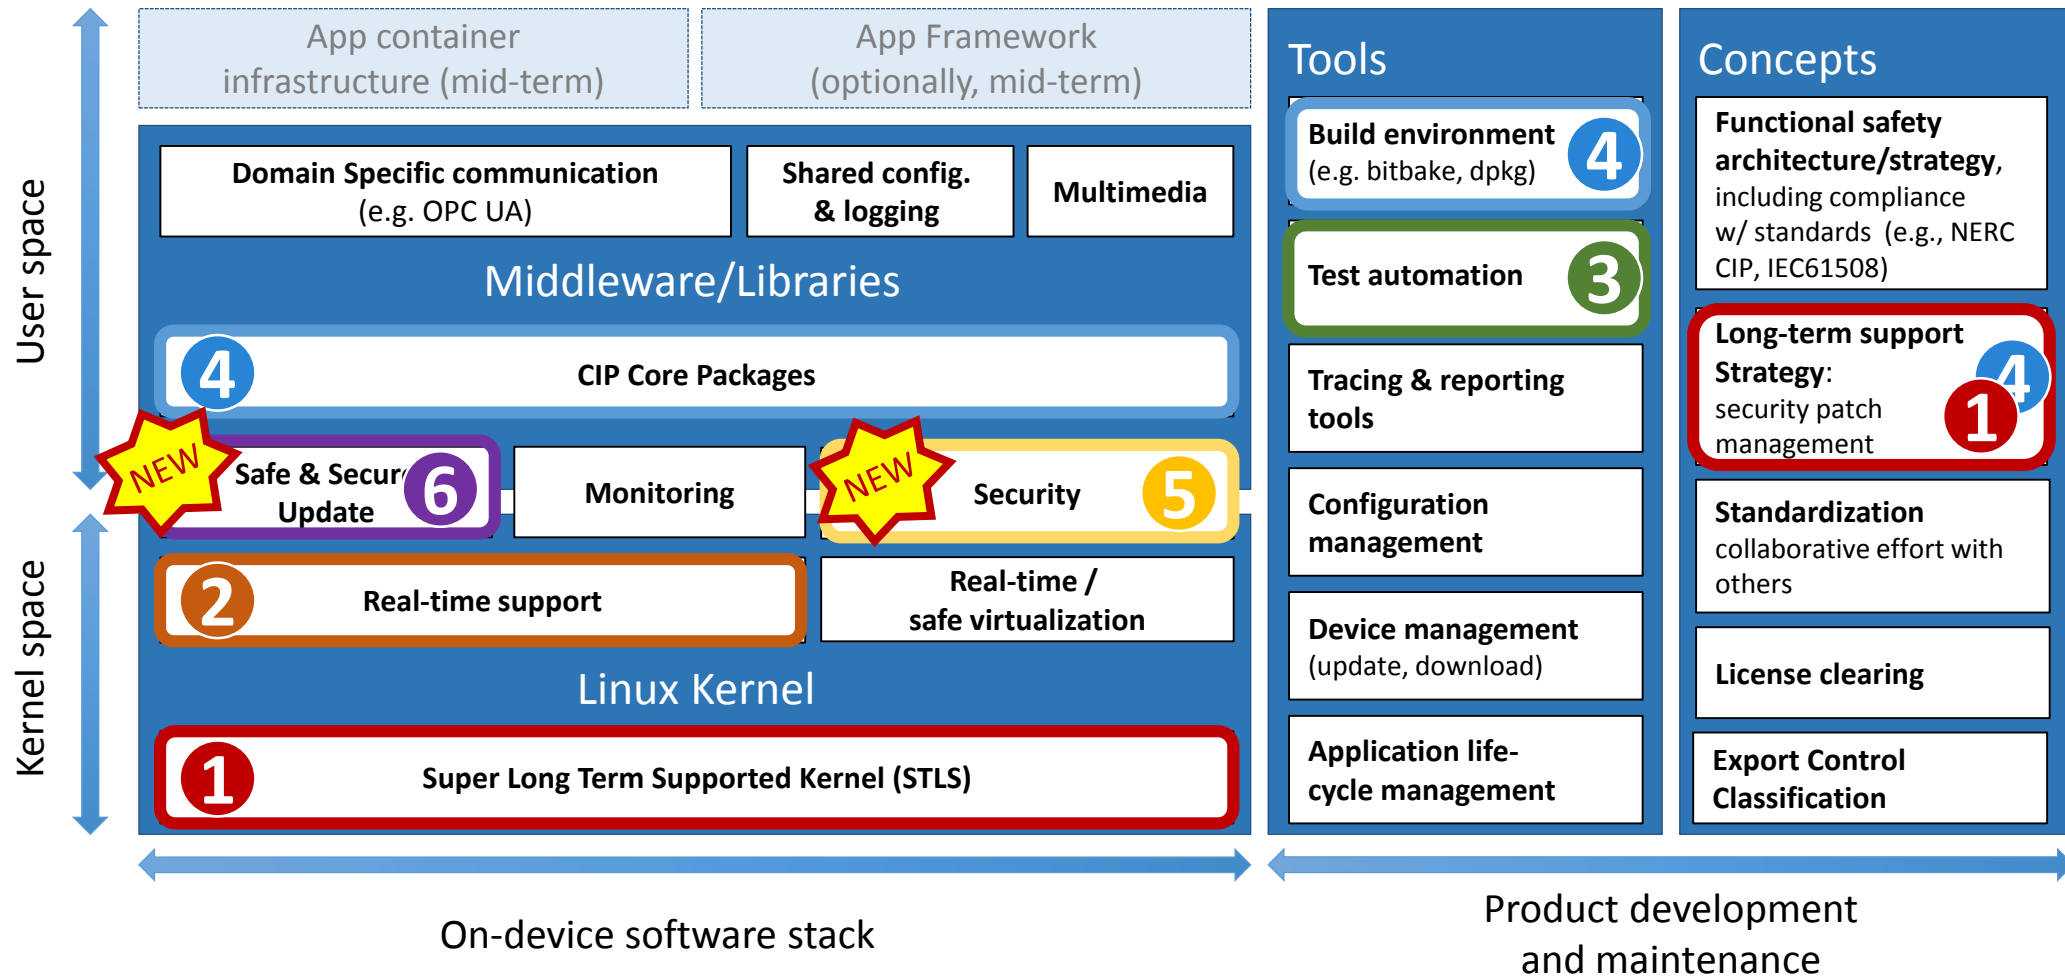 App container
infrastructure (mid-term)
App Framework
(optionally, mid-term)
User space
Kernel space
Domain Specific communication
(e.g. OPC UA)
Shared config.
& logging
Multimedia
Middleware/Libraries
4
CIP Core Packages
NEW
Safe & Secure
Update
6
Monitoring
NEW
Security
5
2
Real-time support
Real-time /
safe virtualization
Linux Kernel
1
Super Long Term Supported Kernel (STLS)
On-device software stack
Tools
Build environment
(e.g. bitbake, dpkg)
4
Test automation
3
Tracing & reporting
tools
Configuration
management
Device management
(update, download)
Application life-
cycle management
Concepts
Functional safety
architecture/strategy,
including compliance
w/ standards (e.g., NERC
CIP, IEC61508)
Long-term support
Strategy:
security patch
management
4
1
Standardization
collaborative effort with
others
License clearing
Export Control
Classification
Product development
and maintenance